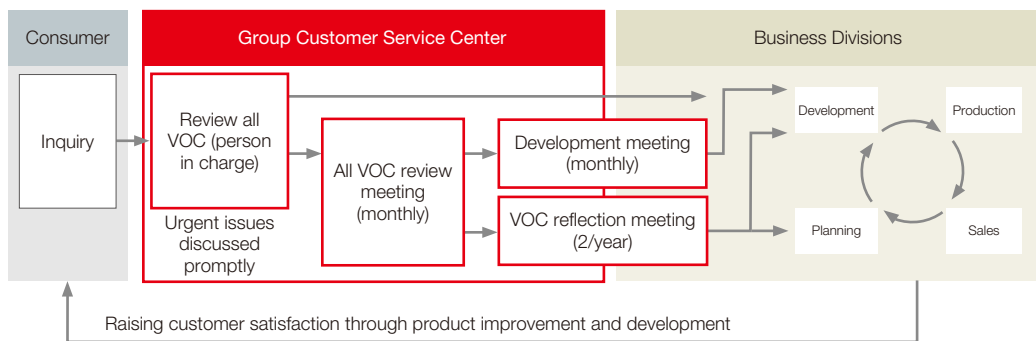 Consumer
Group Customer Service Center
Business Divisions
Inquiry
Review all
VOC (person
in charge)
Urgent issues
discussed
promptly
All VOC review
meeting
(monthly)
Development meeting
(monthly)
VOC reflection meeting
(2/year)
Development
Production
Planning
Sales
Raising customer satisfaction through product improvement and development